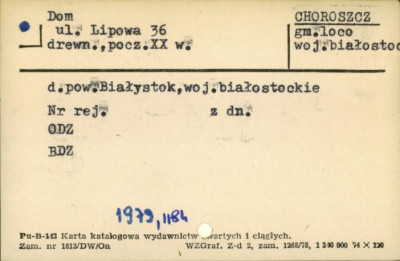 Dom
ul. Lipowa 36
drewn.,pocz.XX w.
CHOROSZCZ
gm.loco
woj.białostoc
d.pow.Białystok,woj.białostockie
Nr rej. z dn.
ODZ
BDZ
1979, 1184
Pu-B-143 Karta katalogowa wydawnictw zwartych i ciągłych.
Zam. nr 1813/DW/On WZGraf. Z-d 2, zam. 1268/78, 1 300 000 74 × 120